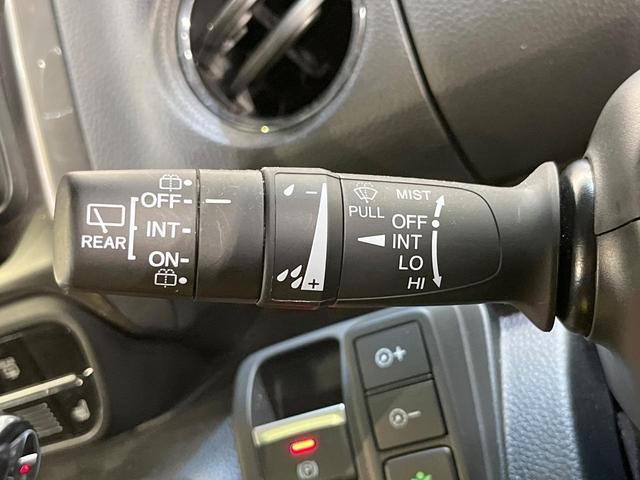 OFF
INT
ON
REAR
−
+
PULL
MIST
OFF
INT
LO
HI
+
−